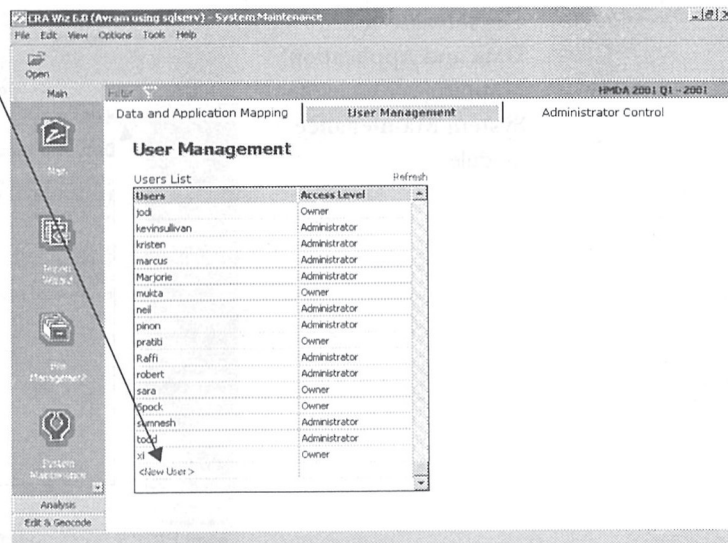 CRA Wiz 6.0 (Avram using sqlserv) - System Maintenance
File Edit View Options Tools Help
Open
Main
Filter
HMDA 2001 Q1 - 2001
Data and Application Mapping
User Management
Administrator Control
Main
User Management
Users List
Refresh
Users Access Level
jodi Owner
kevinsullivan Administrator
kristen Administrator
marcus Administrator
Marjorie Administrator
mukta Owner
neil Administrator
pinon Administrator
pratiti Owner
Raffi Administrator
robert Administrator
sara Owner
Spock Owner
sumnesh Administrator
todd Administrator
xi Owner
<New User>
Wizard
File
Management
System
Maintenance
Analysis
Edit & Geocode